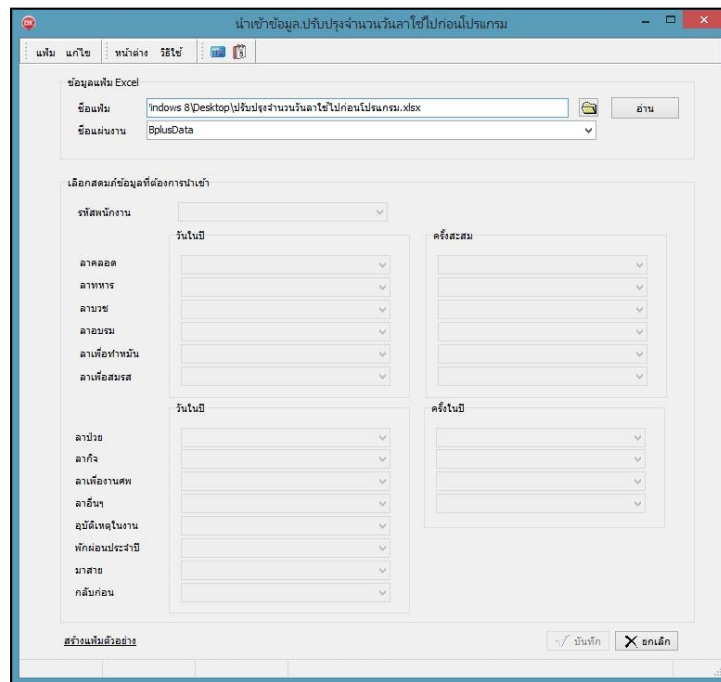 นำเข้าข้อมูล.ปรับปรุงจำนวนวันลาใช้ไปก่อนโปรแกรม
แฟ้ม แก้ไข หน้าต่าง วิธีใช้
ข้อมูลแฟ้ม Excel
ชื่อแฟ้ม 'indows 8\Desktop\ปรับปรุงจำนวนวันลาใช้ไปก่อนโปรแกรม.xlsx อ่าน
ชื่อแผ่นงาน BplusData
เลือกสดมภ์ข้อมูลที่ต้องการนำเข้า
รหัสพนักงาน
วันในปี ครั้งสะสม
ลาคลอด
ลาทหาร
ลาบวช
ลาอบรม
ลาเพื่อทำหมัน
ลาเพื่อสมรส
วันในปี ครั้งในปี
ลาป่วย
ลากิจ
ลาเพื่องานศพ
ลาอื่นๆ
อุบัติเหตุในงาน
พักผ่อนประจำปี
มาสาย
กลับก่อน
สร้างแฟ้มตัวอย่าง บันทึก ยกเลิก